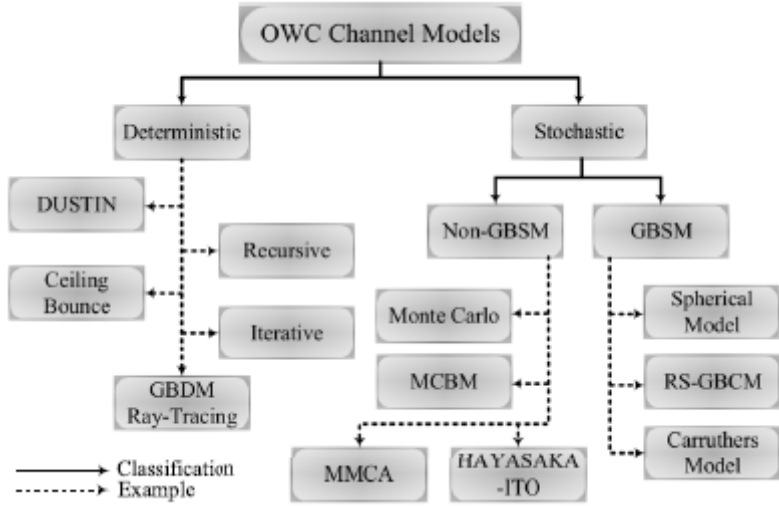 OWC Channel Models
Deterministic
Stochastic
DUSTIN
Recursive
Ceiling
Bounce
Iterative
GBDM
Ray-Tracing
Non-GBSM
GBSM
Monte Carlo
MCBM
MMCA
HAYASAKA
-ITO
Spherical
Model
RS-GBCM
Carruthers
Model
Classification
Example